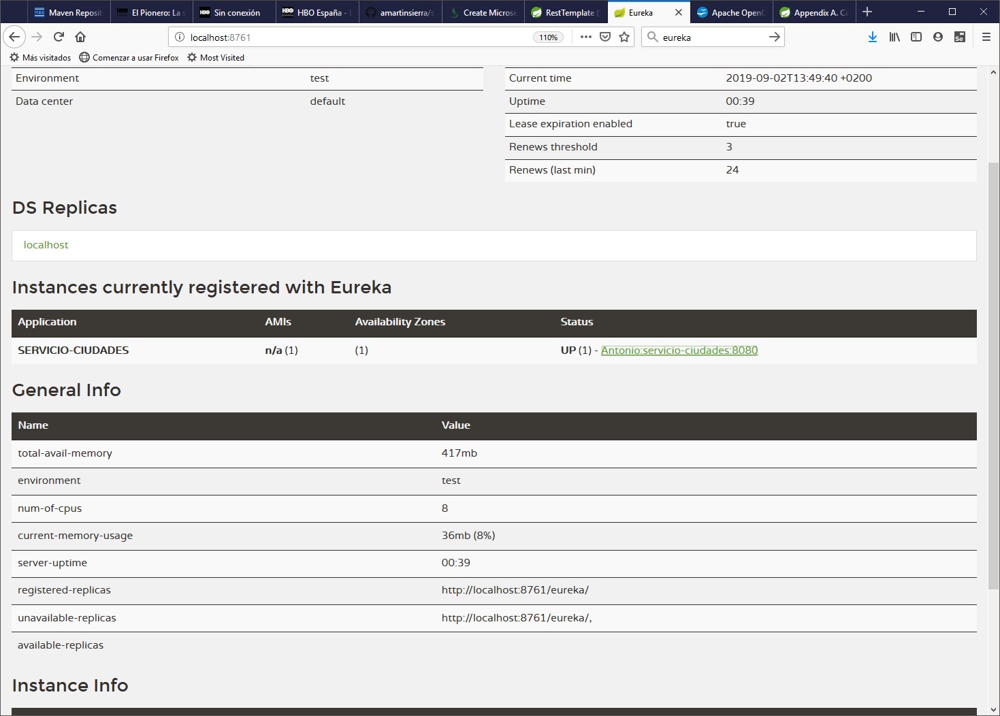 Maven Reposit
El Pionero: La s
HBO Sin conexión
HBO ESPAÑA HBO España - 
amartinsierra/s
Create Microse
RestTemplate (
Eureka
Apache OpenO
Appendix A. Co
localhost:8761
110%
eureka
Se
Más visitados
Comenzar a usar Firefox
Most Visited
Environment test
Data center default
Current time 2019-09-02T13:49:40 +0200
Uptime 00:39
Lease expiration enabled true
Renews threshold 3
Renews (last min) 24
DS Replicas
localhost
Instances currently registered with Eureka
Application AMIs Availability Zones Status
SERVICIO-CIUDADES n/a (1) (1) UP (1) - Antonio:servicio-ciudades:8080
General Info
Name Value
total-avail-memory 417mb
environment test
num-of-cpus 8
current-memory-usage 36mb (8%)
server-uptime 00:39
registered-replicas http://localhost:8761/eureka/
unavailable-replicas http://localhost:8761/eureka/,
available-replicas
Instance Info